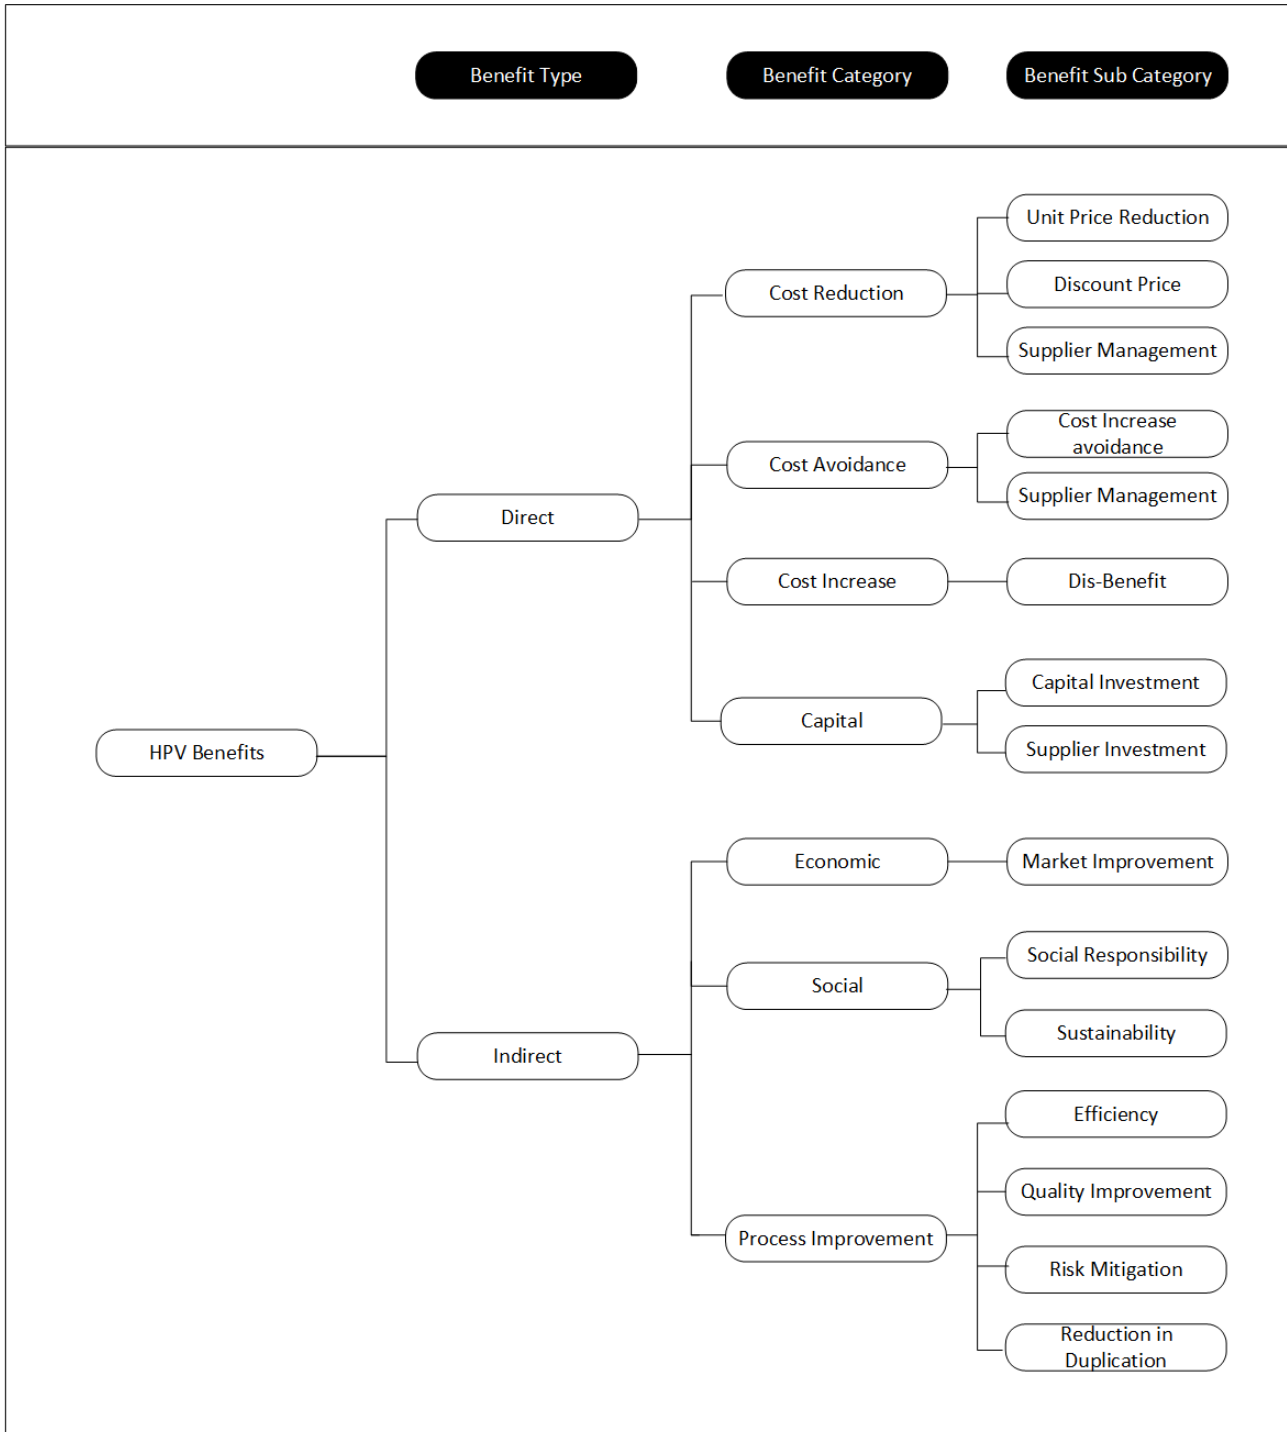 Benefit Type
Benefit Category
Benefit Sub Category
Unit Price Reduction
Cost Reduction
Discount Price
Supplier Management
Cost Increase
avoidance
Cost Avoidance
Supplier Management
Direct
Cost Increase
Dis-Benefit
Capital Investment
Capital
Supplier Investment
HPV Benefits
Economic
Market Improvement
Social Responsibility
Social
Sustainability
Indirect
Efficiency
Quality Improvement
Process Improvement
Risk Mitigation
Reduction in
Duplication